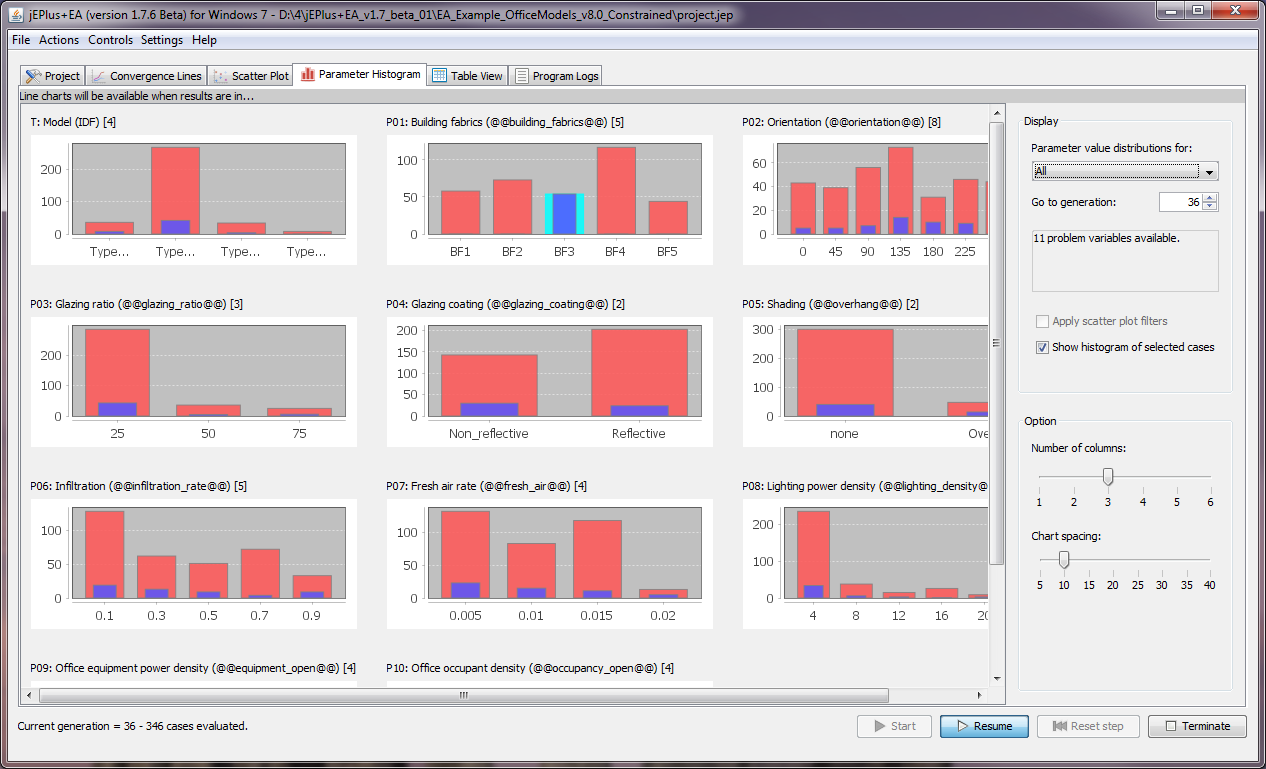 jEPlus+EA (version 1.7.6 Beta) for Windows 7 - D:\4\jEPlus+EA_v1.7_beta_01\EA_Example_OfficeModels_v8.0_Constrained\project.jep
File Actions Controls Settings Help
Project Convergence Lines Scatter Plot Parameter Histogram Table View Program Logs
Line charts will be available when results are in...
T: Model (IDF) [4]
200
100
0
Type... Type... Type... Type...
P01: Building fabrics (@@building_fabrics@@) [5]
100
50
0
BF1 BF2 BF3 BF4 BF5
P02: Orientation (@@orientation@@) [8]
60
40
20
0
0 45 90 135 180 225
P03: Glazing ratio (@@glazing_ratio@@) [3]
200
100
0
25 50 75
P04: Glazing coating (@@glazing_coating@@) [2]
200
150
100
50
0
Non_reflective Reflective
P05: Shading (@@overhang@@) [2]
300
200
100
0
none Ove
P06: Infiltration (@@infiltration_rate@@) [5]
100
50
0
0.1 0.3 0.5 0.7 0.9
P07: Fresh air rate (@@fresh_air@@) [4]
100
50
0
0.005 0.01 0.015 0.02
P08: Lighting power density (@@lighting_density@
200
100
0
4 8 12 16 20
P09: Office equipment power density (@@equipment_open@@) [4]
P10: Office occupant density (@@occupancy_open@@) [4]
Display
Parameter value distributions for:
All
Go to generation: 36
11 problem variables available.
Apply scatter plot filters
Show histogram of selected cases
Option
Number of columns:
1 2 3 4 5 6
Chart spacing:
5 10 15 20 25 30 35 40
Current generation = 36 - 346 cases evaluated.
Start Resume Reset step Terminate